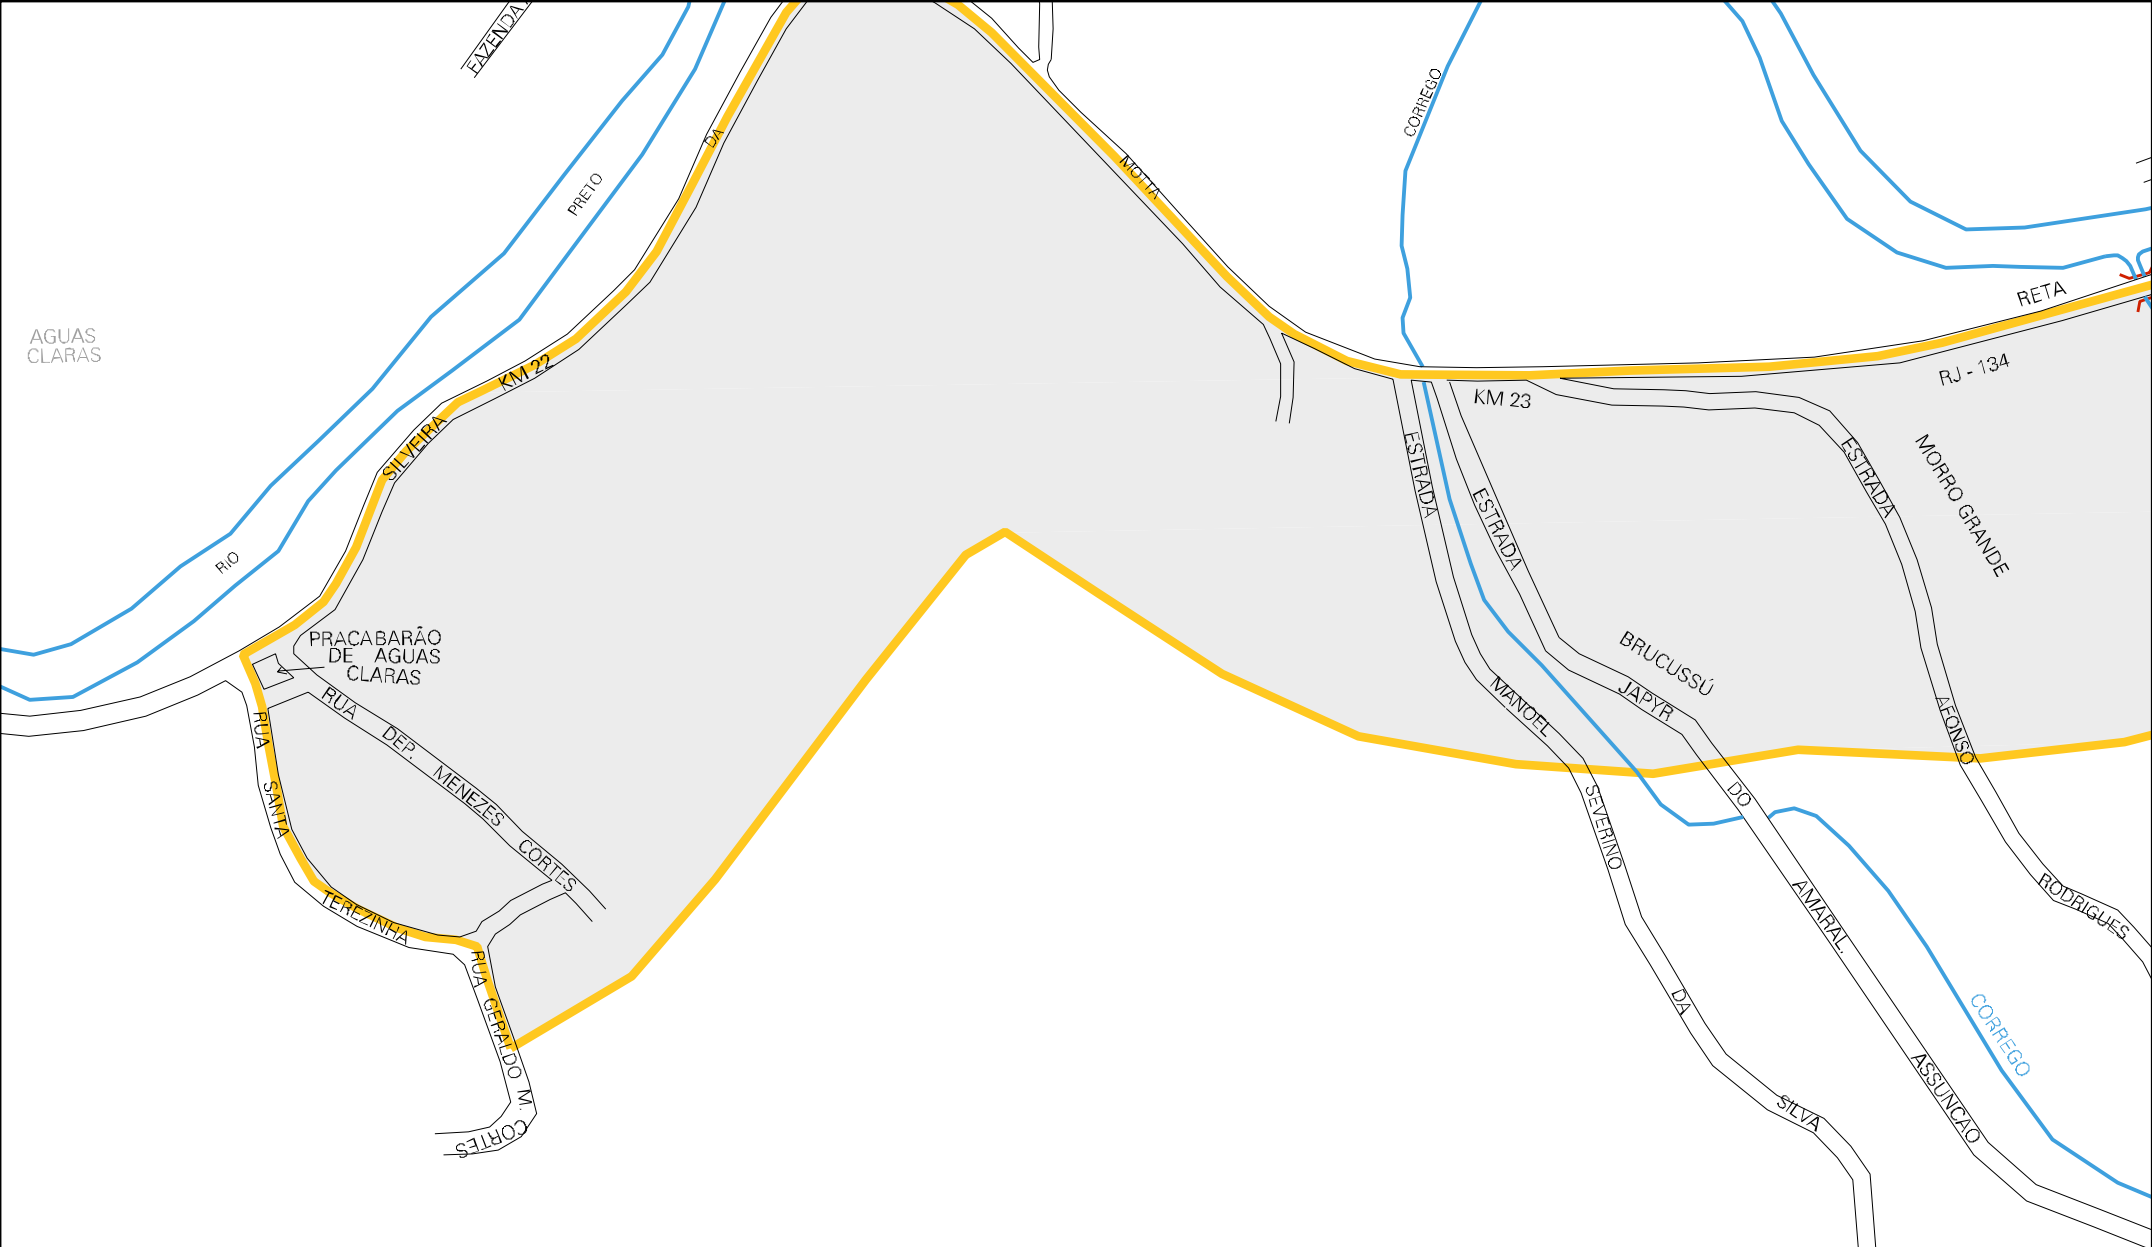 FAZENDA
CORREGO
DA
MOTTA
PRETO
RETA
AGUAS
CLARAS
KM 22
RJ - 134
KM 23
SILVEIRA
ESTRADA
ESTRADA
ESTRADA
MORRO GRANDE
RIO
PRACA BARÃO
DE AGUAS
CLARAS
BRUCUSSÚ
RUA DEP. MENEZES CORTES
RUA SANTA TEREZINHA
MANOEL
JAPYR
AFONSO
SEVERINO
DO
AMARAL.
RODRIGUES
RUA GERALDO M. CORTES
DA
CORREGO
ASSUNCAO
SILVA